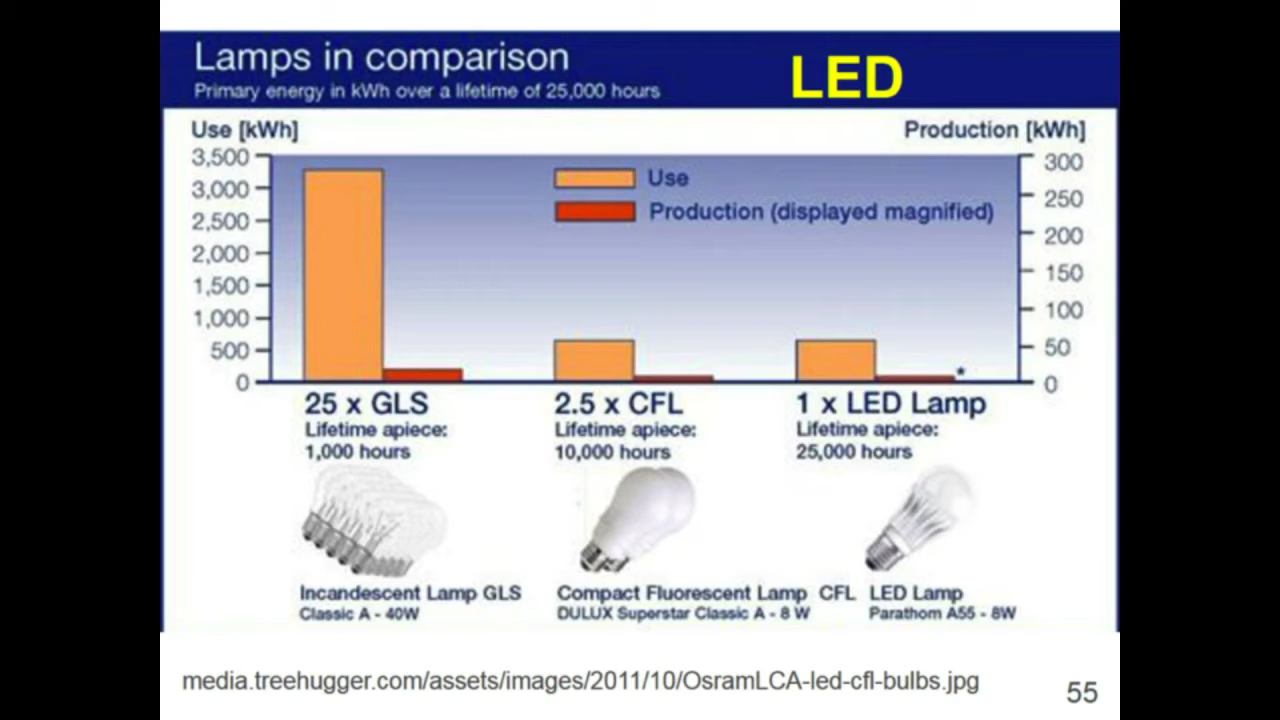 Lamps in comparison
LED
Primary energy in kWh over a lifetime of 25,000 hours
Use [kWh]
Production [kWh]
3,500
3,000
2,500
2,000
1,500
1,000
500
0
300
250
200
150
100
50
0
Use
Production (displayed magnified)
*
25 x GLS
Lifetime apiece:
1,000 hours
2.5 x CFL
Lifetime apiece:
10,000 hours
1 x LED Lamp
Lifetime apiece:
25,000 hours
Incandescent Lamp GLS
Classic A - 40W
Compact Fluorescent Lamp CFL
DULUX Superstar Classic A - 8 W
LED Lamp
Parathom A55 - 8W
media.treehugger.com/assets/images/2011/10/OsramLCA-led-cfl-bulbs.jpg
55